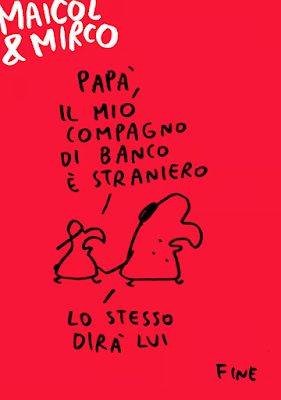 MAICOL
& MIRCO
PAPÀ,
IL MIO
COMPAGNO
DI BANCO
È STRANIERO
LO STESSO
DIRÀ LUI
FINE